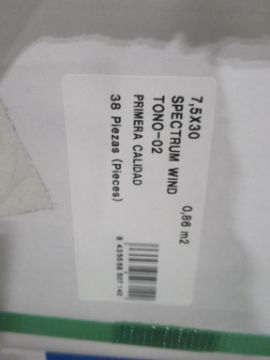 7,5X30
0,86 m2
SPECTRUM WIND
TONO-02
PRIMERA CALIDAD
38 Piezas (Pieces)